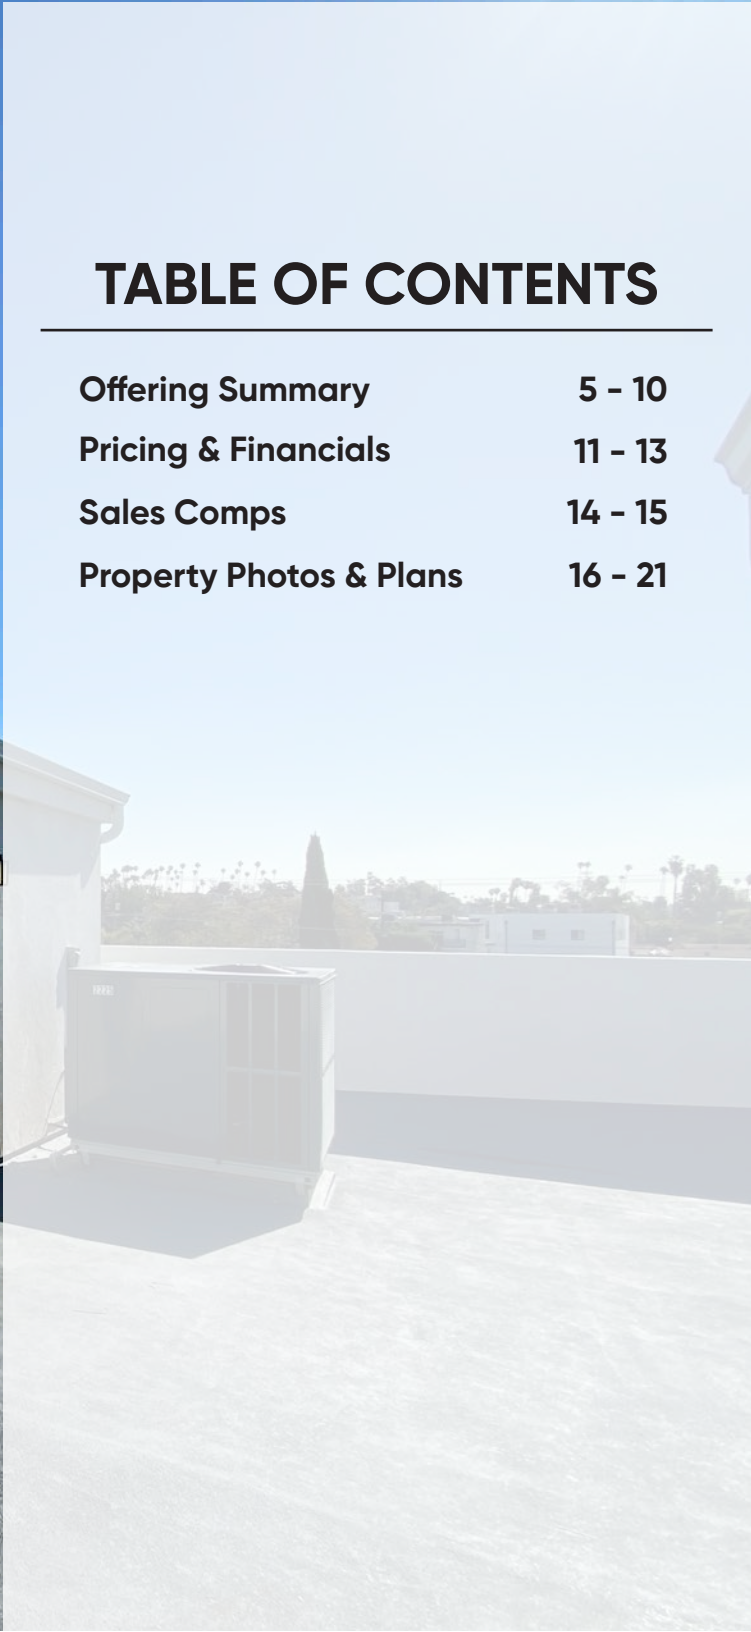 TABLE OF CONTENTS
Offering Summary 5 - 10
Pricing & Financials 11 - 13
Sales Comps 14 - 15
Property Photos & Plans 16 - 21